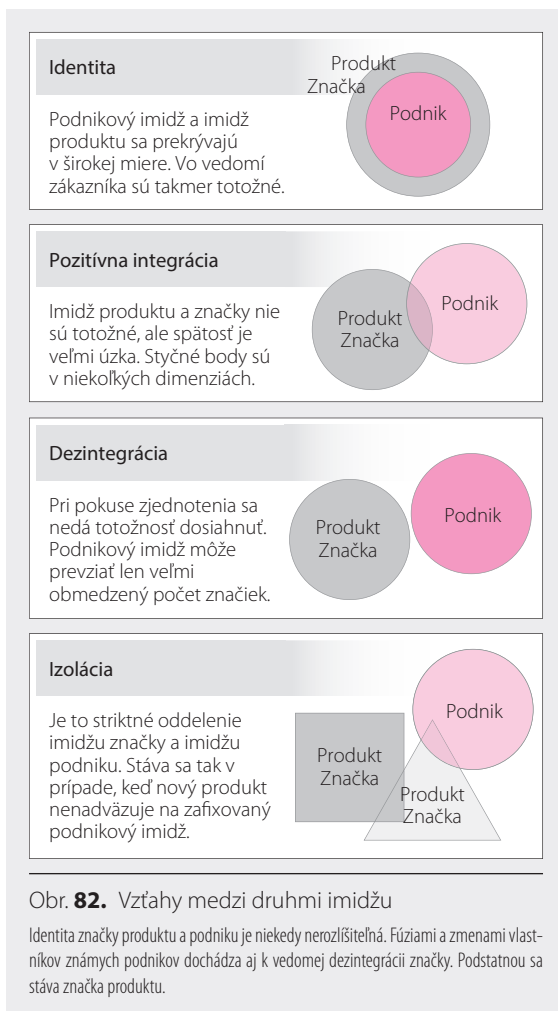 Identita
Podnikový imidž a imidž
produktu sa prekrývajú
v širokej miere. Vo vedomí
zákazníka sú takmer totožné.
Produkt
Značka
Podnik
Pozitívna integrácia
Imidž produktu a značky nie
sú totožné, ale spätosť je
veľmi úzka. Styčné body sú
v niekoľkých dimenziách.
Produkt
Značka
Podnik
Dezintegrácia
Pri pokuse zjednotenia sa
nedá totožnosť dosiahnuť.
Podnikový imidž môže
prevziať len veľmi
obmedzený počet značiek.
Produkt
Značka
Podnik
Izolácia
Je to striktné oddelenie
imidžu značky a imidžu
podniku. Stáva sa tak v
prípade, keď nový produkt
nenadväzuje na zafixovaný
podnikový imidž.
Podnik
Produkt
Značka
Produkt
Značka
Obr. 82. Vzťahy medzi druhmi imidžu
Identita značky produktu a podniku je niekedy nerozlíšiteľná. Fúziami a zmenami vlast-
níkov známych podnikov dochádza aj k vedomej dezintegrácii značky. Podstatnou sa
stáva značka produktu.